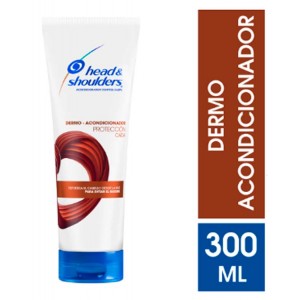 head &
shoulders
DERMO - ACONDICIONADOR
PROTECCIÓN
CAÍDA
DERMO
ACONDICIONADOR
300
ML